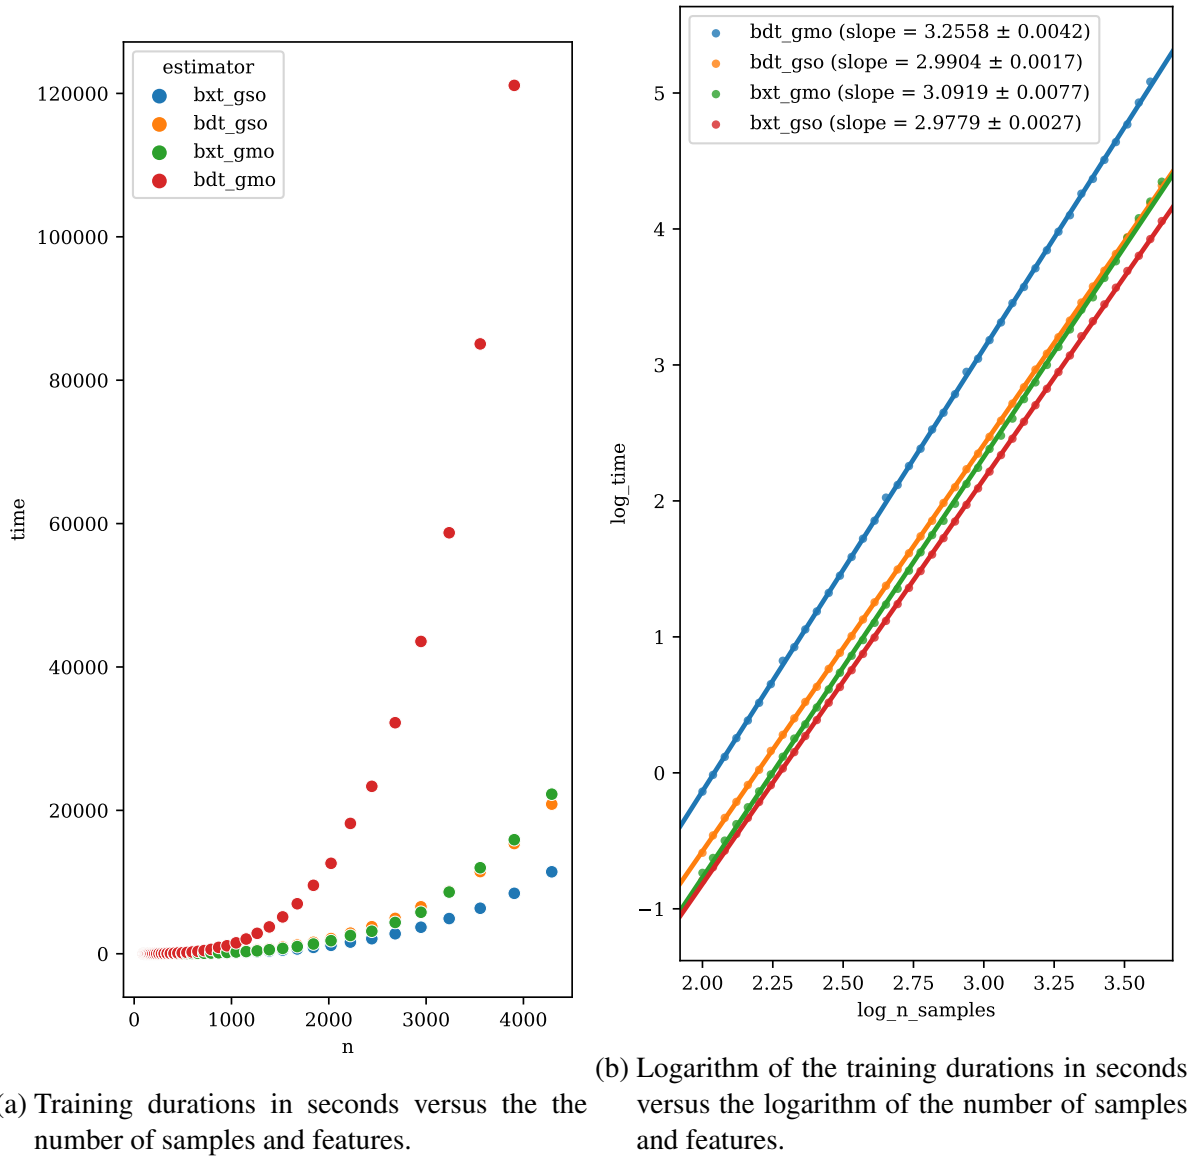 estimator
bxt_gso
bdt_gso
bxt_gmo
bdt_gmo
120000
100000
80000
60000
40000
20000
0
time
0 1000 2000 3000 4000
n
(a) Training durations in seconds versus the the
number of samples and features.
bdt_gmo (slope = 3.2558 ± 0.0042)
bdt_gso (slope = 2.9904 ± 0.0017)
bxt_gmo (slope = 3.0919 ± 0.0077)
bxt_gso (slope = 2.9779 ± 0.0027)
5
4
3
2
1
0
−1
log_time
2.00 2.25 2.50 2.75 3.00 3.25 3.50
log_n_samples
(b) Logarithm of the training durations in seconds
versus the logarithm of the number of samples
and features.